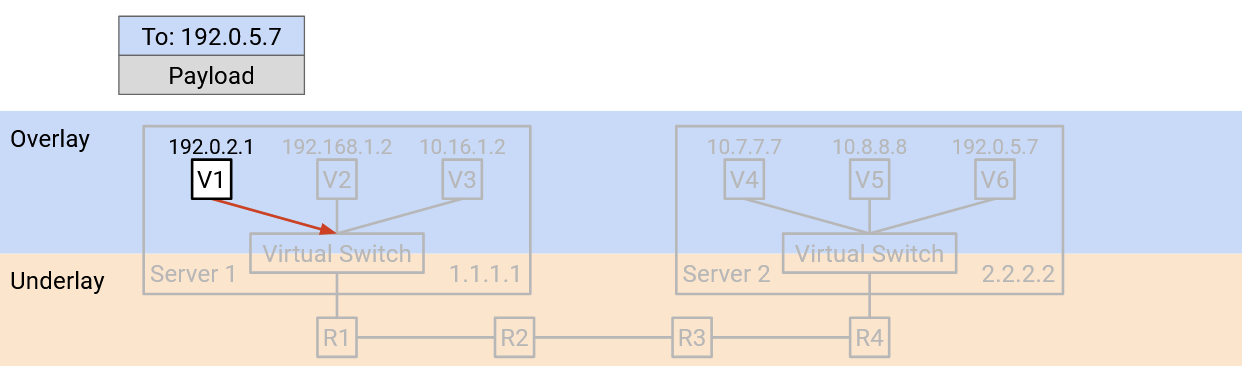 To: 192.0.5.7
Payload
Overlay
192.0.2.1 192.168.1.2 10.16.1.2 10.7.7.7 10.8.8.8 192.0.5.7
V1 V2 V3 V4 V5 V6
Virtual Switch Virtual Switch
Underlay
Server 1 1.1.1.1 Server 2 2.2.2.2
R1 R2 R3 R4